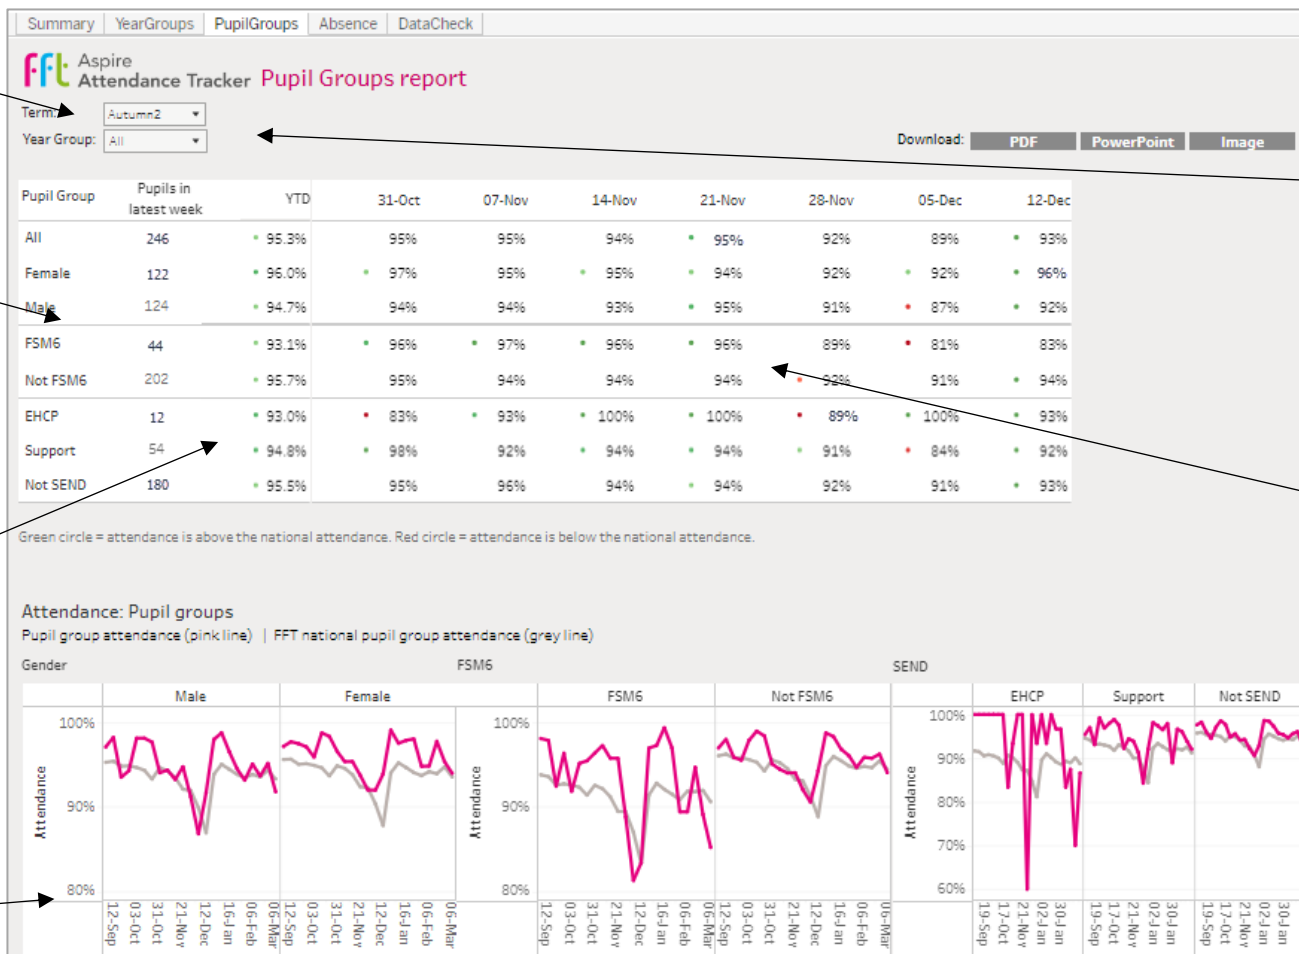 Summary YearGroups PupilGroups Absence DataCheck
fft Aspire
Attendance Tracker Pupil Groups report
Term: Autumn2
Year Group: All
Download: PDF PowerPoint Image
Pupil Group Pupils in latest week YTD 31-Oct 07-Nov 14-Nov 21-Nov 28-Nov 05-Dec 12-Dec
All 246 95.3% 95% 95% 94% 95% 92% 89% 93%
Female 122 96.0% 97% 95% 95% 94% 92% 92% 96%
Male 124 94.7% 94% 94% 93% 95% 91% 87% 92%
FSM6 44 93.1% 96% 97% 96% 96% 89% 81% 83%
Not FSM6 202 95.7% 95% 94% 94% 94% 92% 91% 94%
EHCP 12 93.0% 83% 93% 100% 100% 89% 100% 93%
Support 54 94.8% 98% 92% 94% 94% 91% 84% 92%
Not SEND 180 95.5% 95% 96% 94% 94% 92% 91% 93%
Green circle = attendance is above the national attendance. Red circle = attendance is below the national attendance.
Attendance: Pupil groups
Pupil group attendance (pink line) | FFT national pupil group attendance (grey line)
Gender FSM6 SEND
Male Female FSM6 Not FSM6 EHCP Support Not SEND
Attendance
100%
90%
80%
Attendance
100%
90%
80%
Attendance
100%
90%
80%
70%
60%
12-Sep 03-Oct 31-Oct 21-Nov 12-Dec 16-Jan 06-Feb 06-Mar
12-Sep 03-Oct 31-Oct 21-Nov 12-Dec 16-Jan 06-Feb 06-Mar
12-Sep 03-Oct 31-Oct 21-Nov 12-Dec 16-Jan 06-Feb 06-Mar
12-Sep 03-Oct 31-Oct 21-Nov 12-Dec 16-Jan 06-Feb 06-Mar
19-Sep 17-Oct 21-Nov 02-Jan 30-Jan
19-Sep 17-Oct 21-Nov 02-Jan 30-Jan
19-Sep 17-Oct 21-Nov 02-Jan 30-Jan